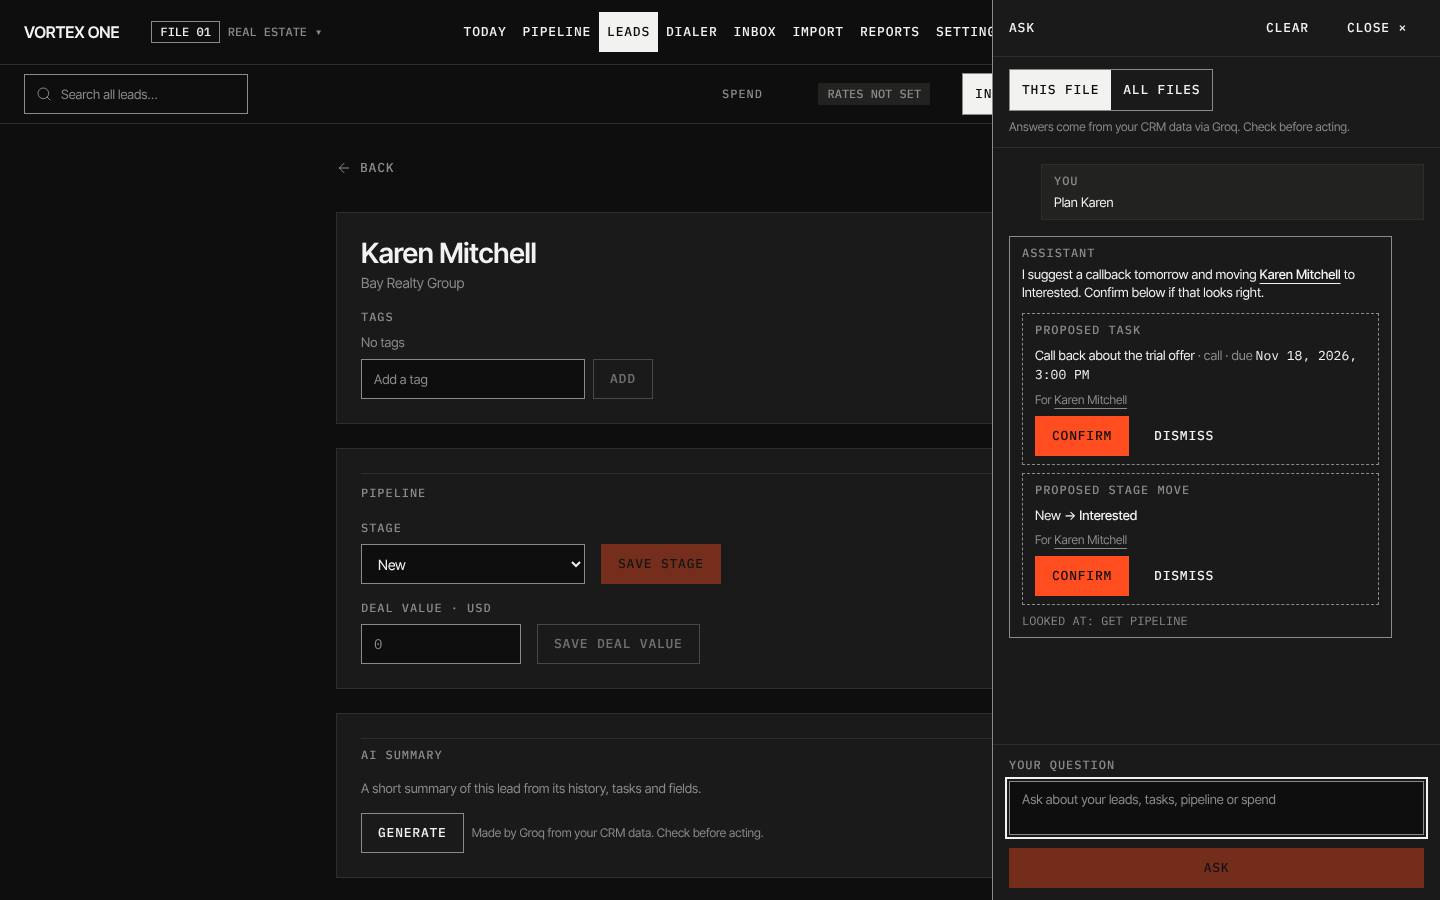 VORTEX ONE
FILE 01 REAL ESTATE ▾
TODAY PIPELINE LEADS DIALER INBOX IMPORT REPORTS SETTING
Search all leads...
SPEND
RATES NOT SET
IN
← BACK
Karen Mitchell
Bay Realty Group
TAGS
No tags
Add a tag
ADD
PIPELINE
STAGE
New
SAVE STAGE
DEAL VALUE · USD
0
SAVE DEAL VALUE
AI SUMMARY
A short summary of this lead from its history, tasks and fields.
GENERATE
Made by Groq from your CRM data. Check before acting.
ASK
CLEAR
CLOSE ×
THIS FILE
ALL FILES
Answers come from your CRM data via Groq. Check before acting.
YOU
Plan Karen
ASSISTANT
I suggest a callback tomorrow and moving Karen Mitchell to
Interested. Confirm below if that looks right.
PROPOSED TASK
Call back about the trial offer · call · due Nov 18, 2026,
3:00 PM
For Karen Mitchell
CONFIRM
DISMISS
PROPOSED STAGE MOVE
New → Interested
For Karen Mitchell
CONFIRM
DISMISS
LOOKED AT: GET PIPELINE
YOUR QUESTION
Ask about your leads, tasks, pipeline or spend
ASK